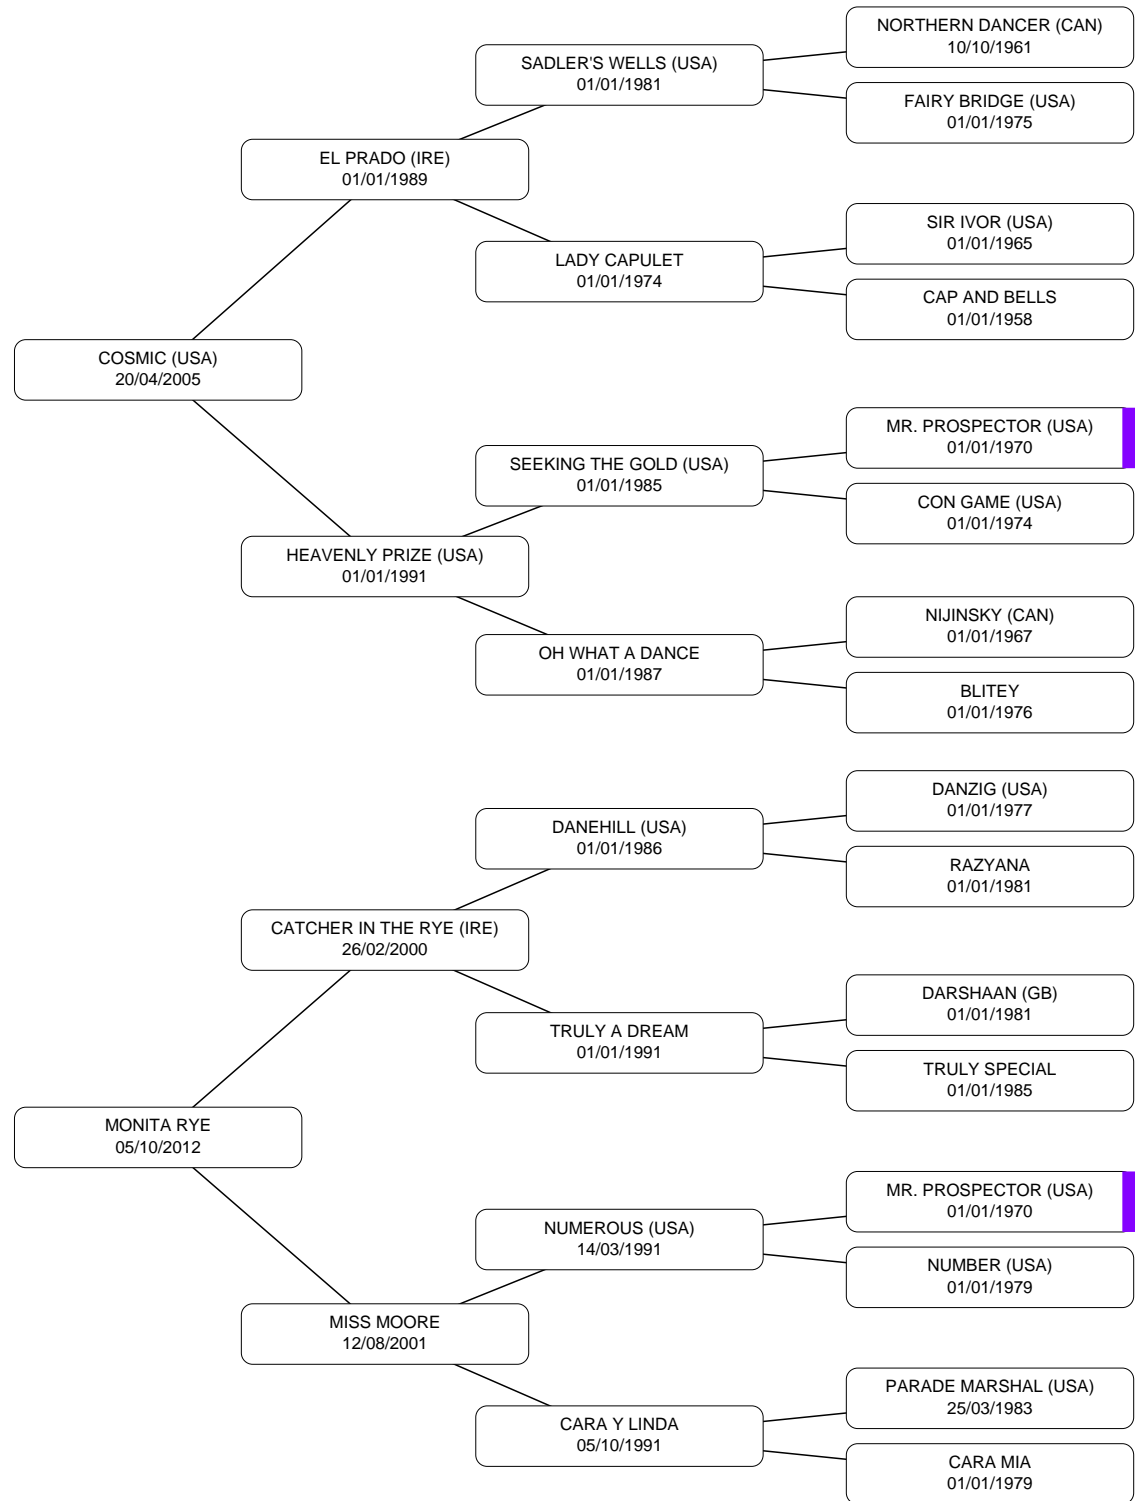 NORTHERN DANCER (CAN)
10/10/1961
SADLER'S WELLS (USA)
01/01/1981
FAIRY BRIDGE (USA)
01/01/1975
EL PRADO (IRE)
01/01/1989
SIR IVOR (USA)
01/01/1965
LADY CAPULET
01/01/1974
CAP AND BELLS
01/01/1958
COSMIC (USA)
20/04/2005
MR. PROSPECTOR (USA)
01/01/1970
SEEKING THE GOLD (USA)
01/01/1985
CON GAME (USA)
01/01/1974
HEAVENLY PRIZE (USA)
01/01/1991
NIJINSKY (CAN)
01/01/1967
OH WHAT A DANCE
01/01/1987
BLITEY
01/01/1976
DANZIG (USA)
01/01/1977
DANEHILL (USA)
01/01/1986
RAZYANA
01/01/1981
CATCHER IN THE RYE (IRE)
26/02/2000
DARSHAAN (GB)
01/01/1981
TRULY A DREAM
01/01/1991
TRULY SPECIAL
01/01/1985
MONITA RYE
05/10/2012
MR. PROSPECTOR (USA)
01/01/1970
NUMEROUS (USA)
14/03/1991
NUMBER (USA)
01/01/1979
MISS MOORE
12/08/2001
PARADE MARSHAL (USA)
25/03/1983
CARA Y LINDA
05/10/1991
CARA MIA
01/01/1979